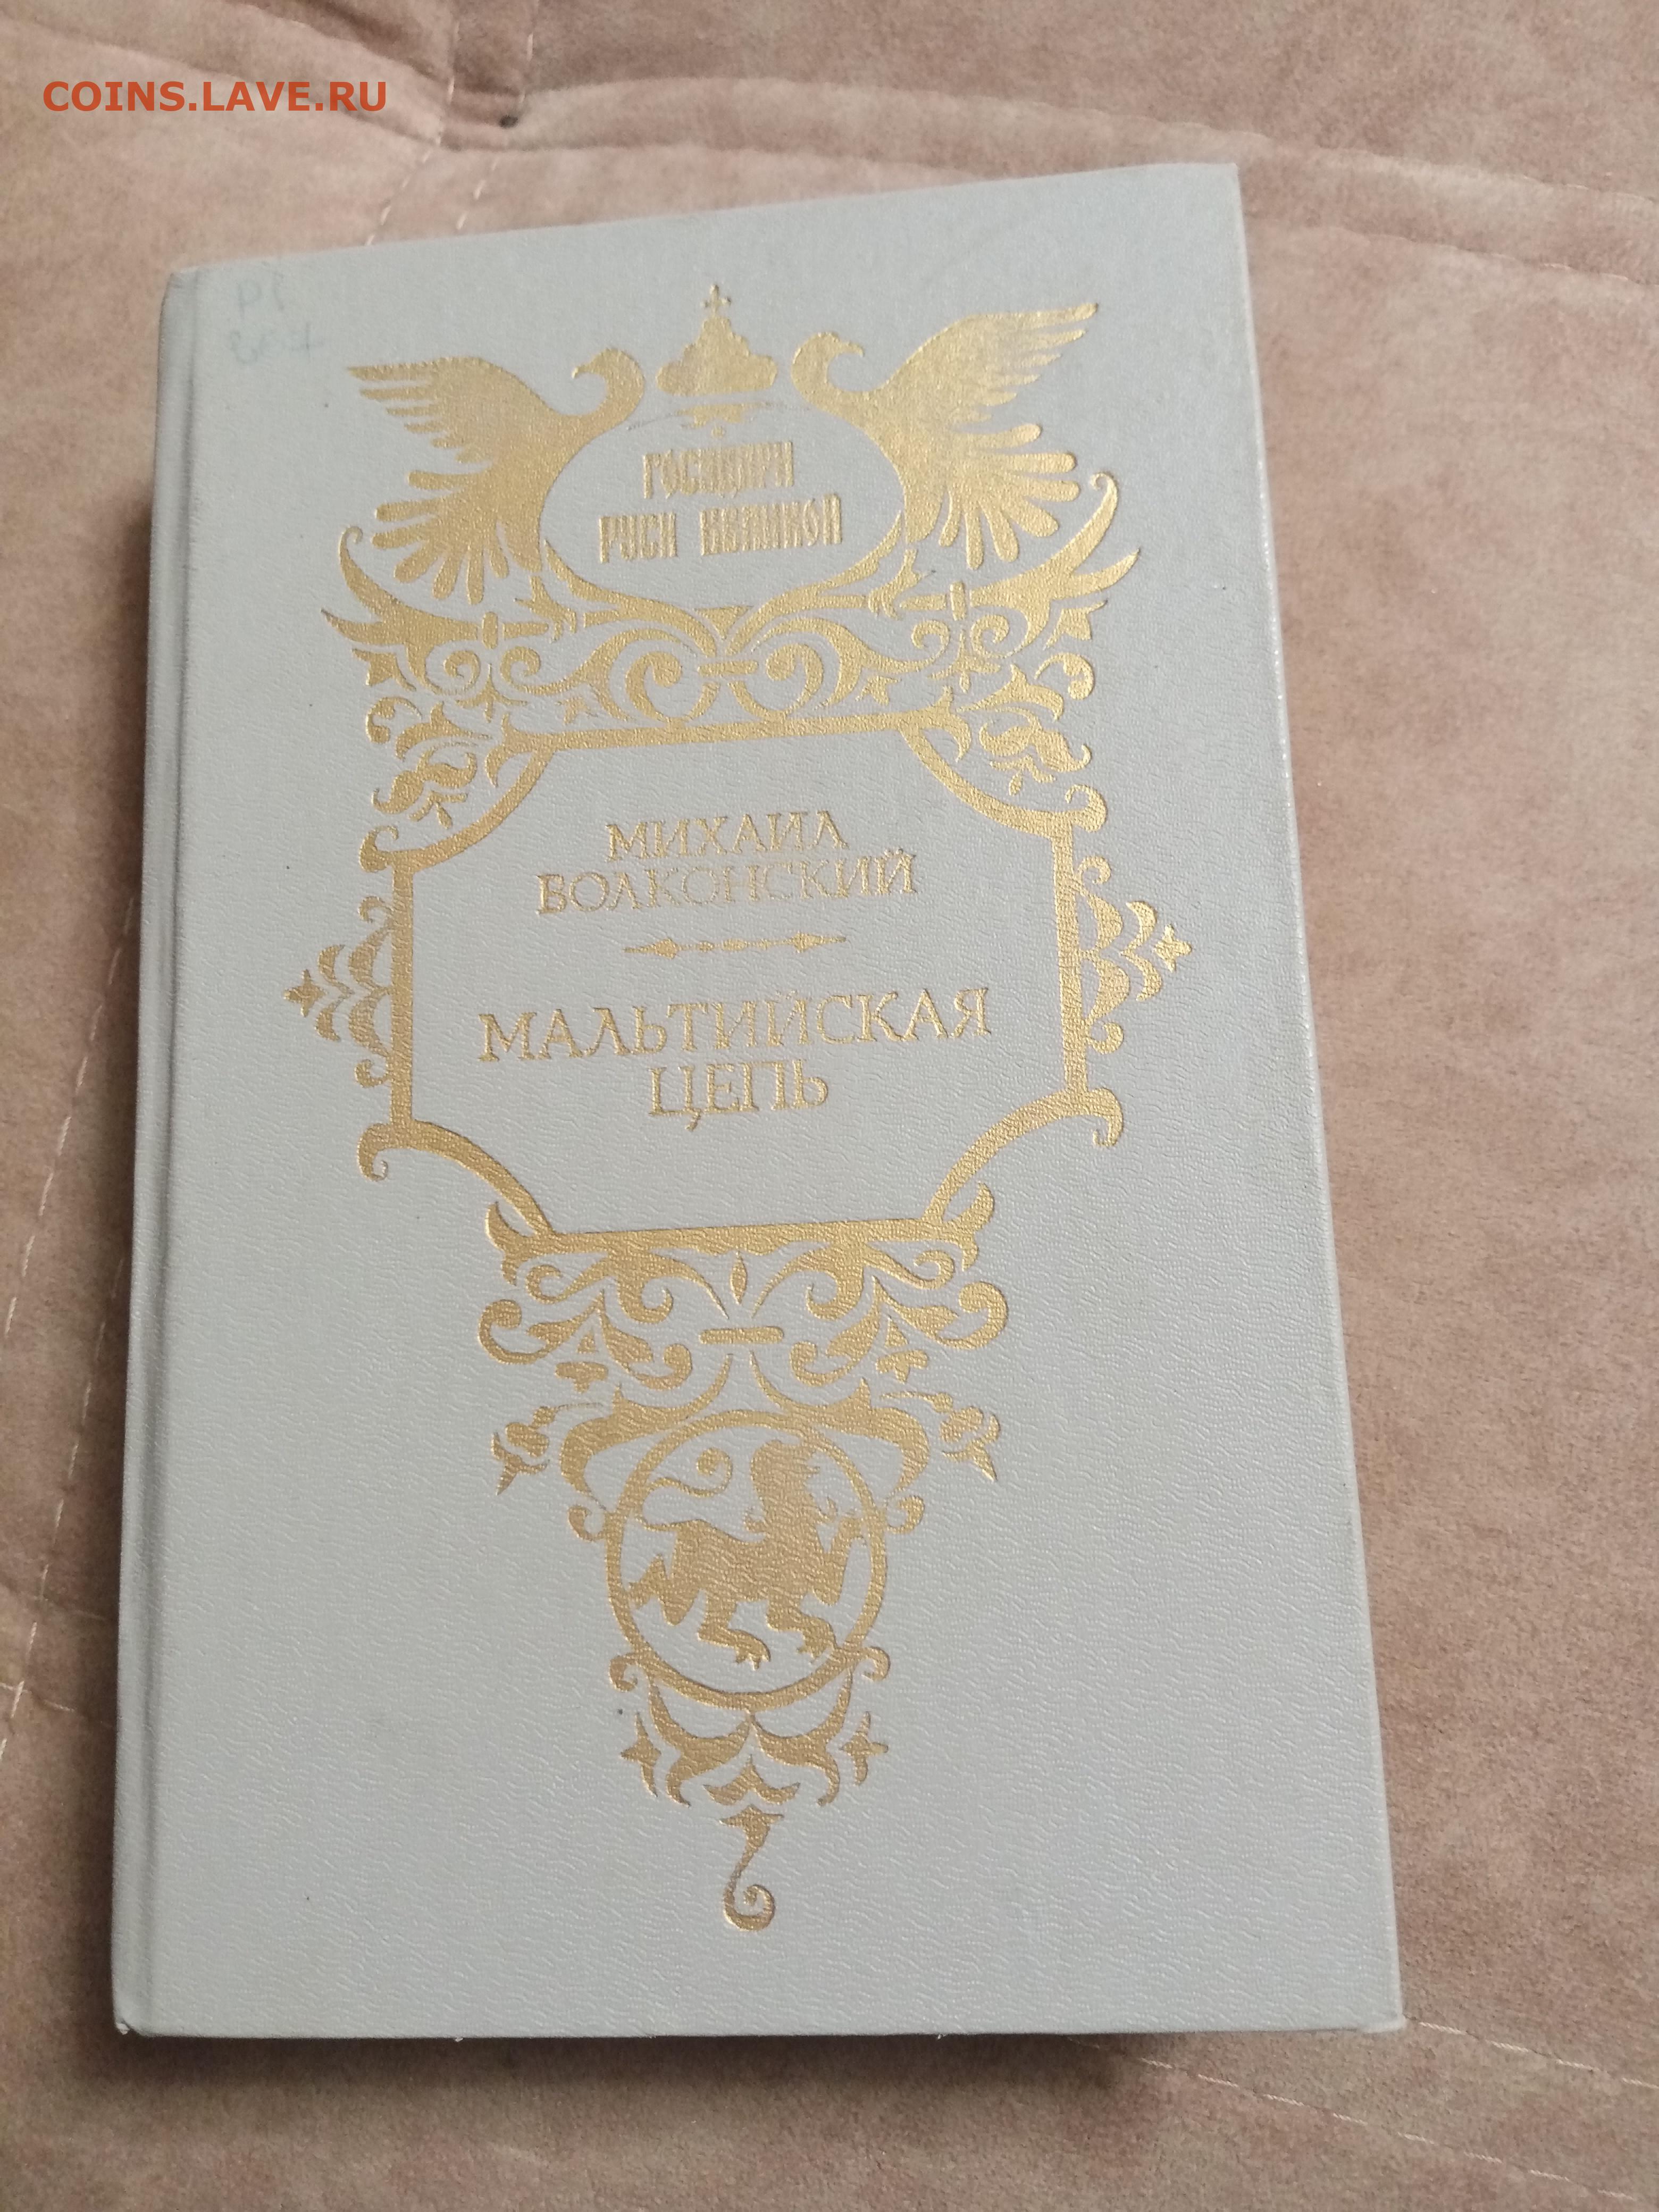 COINS.LAVE.RU
ГОСУДАРИ
РУСИ ВЕЛИКОЙ
МИХАИЛ
ВОЛКОНСКИЙ
МАЛЬТИЙСКАЯ
ЦЕПЬ